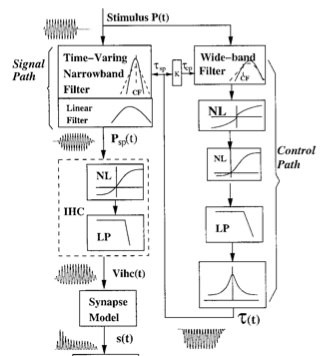 Stimulus P(t)
Signal
Path
Time-Varing
Narrowband
Filter
CF
Linear
Filter
τsp
K
τcp
Wide-band
Filter
CF
NL
Psp(t)
NL
IHC
LP
NL
LP
Control
Path
Vihc(t)
τ(t)
Synapse
Model
s(t)